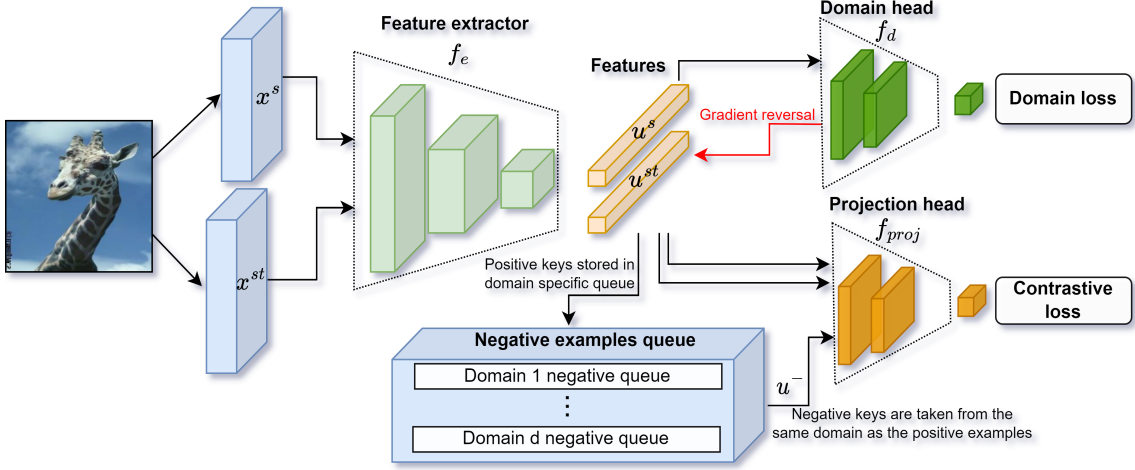 Feature extractor
f_e
x^s
x^{st}
Features
u^s
u^{st}
Domain head
f_d
Gradient reversal
Domain loss
Projection head
f_{proj}
Contrastive
loss
Positive keys stored in
domain specific queue
Negative examples queue
Domain 1 negative queue
⋮
Domain d negative queue
u^-
Negative keys are taken from the
same domain as the positive examples